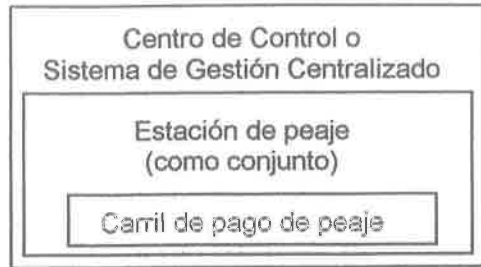 Centro de Control o
Sistema de Gestión Centralizado
Estación de peaje
(como conjunto)
Carril de pago de peaje